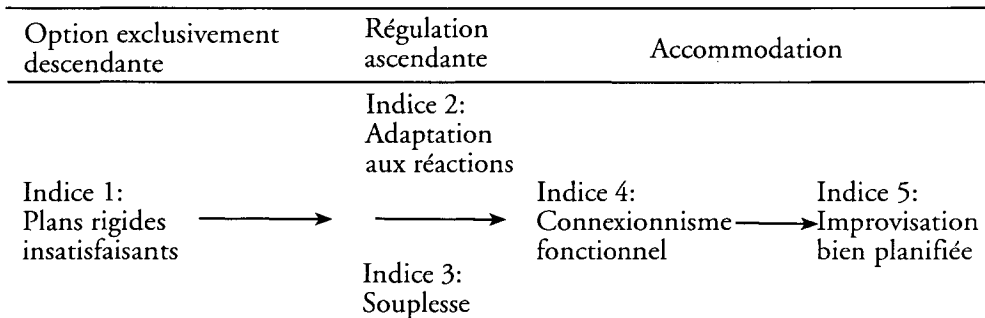 Option exclusivement
descendante
Régulation
ascendante
Accommodation
Indice 2:
Adaptation
aux réactions
Indice 1:
Plans rigides
insatisfaisants
Indice 4:
Connexionnisme
fonctionnel
Indice 5:
Improvisation
bien planifiée
Indice 3:
Souplesse